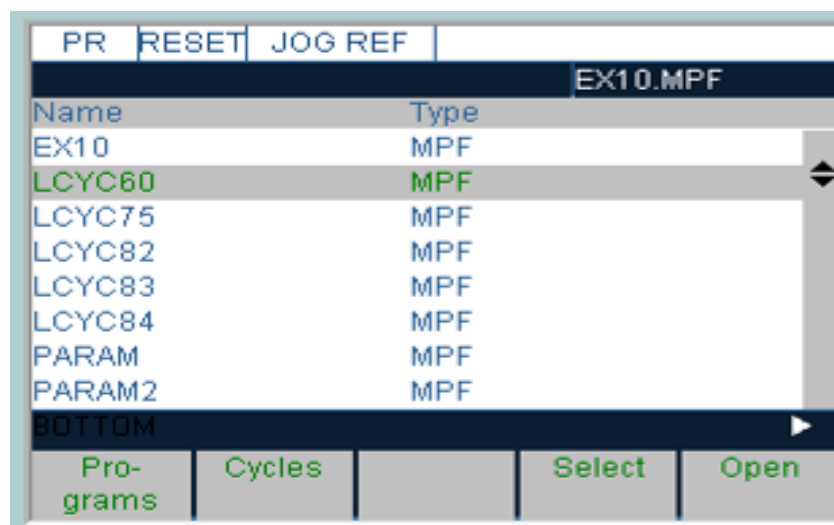 PR RESET JOG REF
EX10.MPF
Name Type
EX10 MPF
LCYC60 MPF
LCYC75 MPF
LCYC82 MPF
LCYC83 MPF
LCYC84 MPF
PARAM MPF
PARAM2 MPF
BOTTOM
Pro- Cycles Select Open
grams